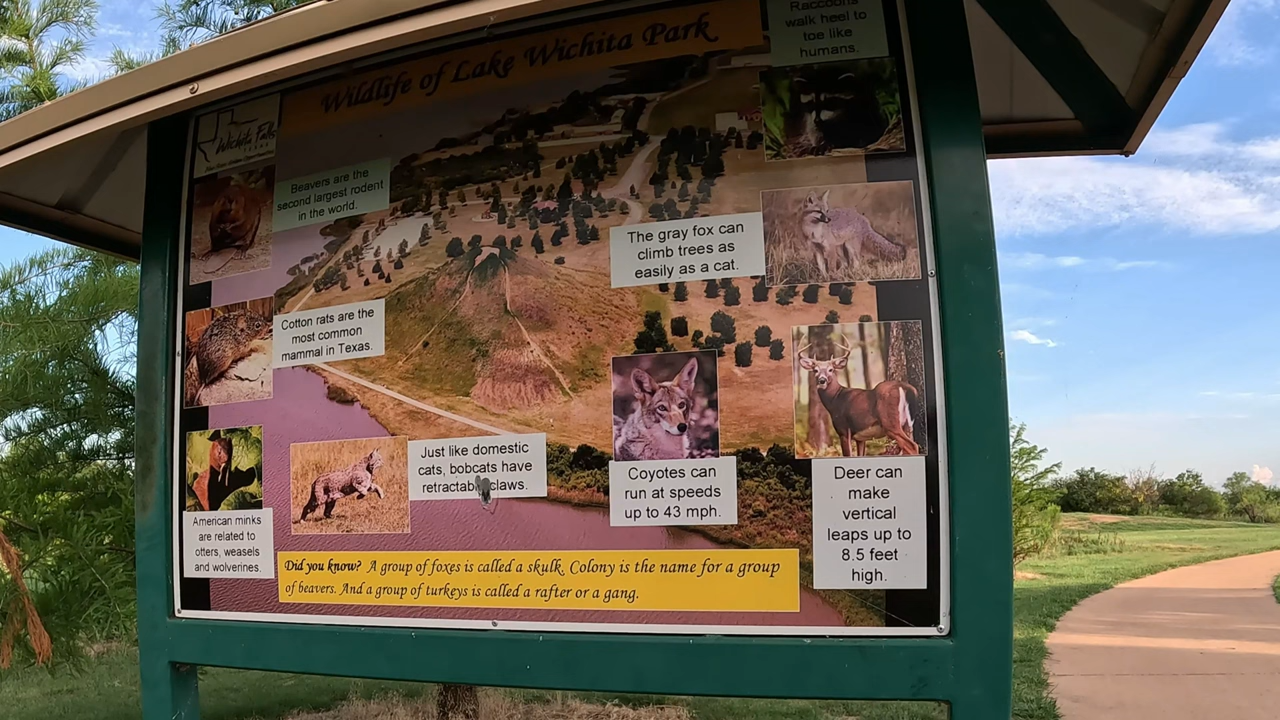 Wildlife of Lake Wichita Park
Raccoons
walk heel to
toe like
humans.
Wichita Falls
TEXAS
Beavers are the
second largest rodent
in the world.
The gray fox can
climb trees as
easily as a cat.
Cotton rats are the
most common
mammal in Texas.
Just like domestic
cats, bobcats have
retractable claws.
Coyotes can
run at speeds
up to 43 mph.
Deer can
make
vertical
leaps up to
8.5 feet
high.
American minks
are related to
otters, weasels
and wolverines.
Did you know? A group of foxes is called a skulk. Colony is the name for a group
of beavers. And a group of turkeys is called a rafter or a gang.